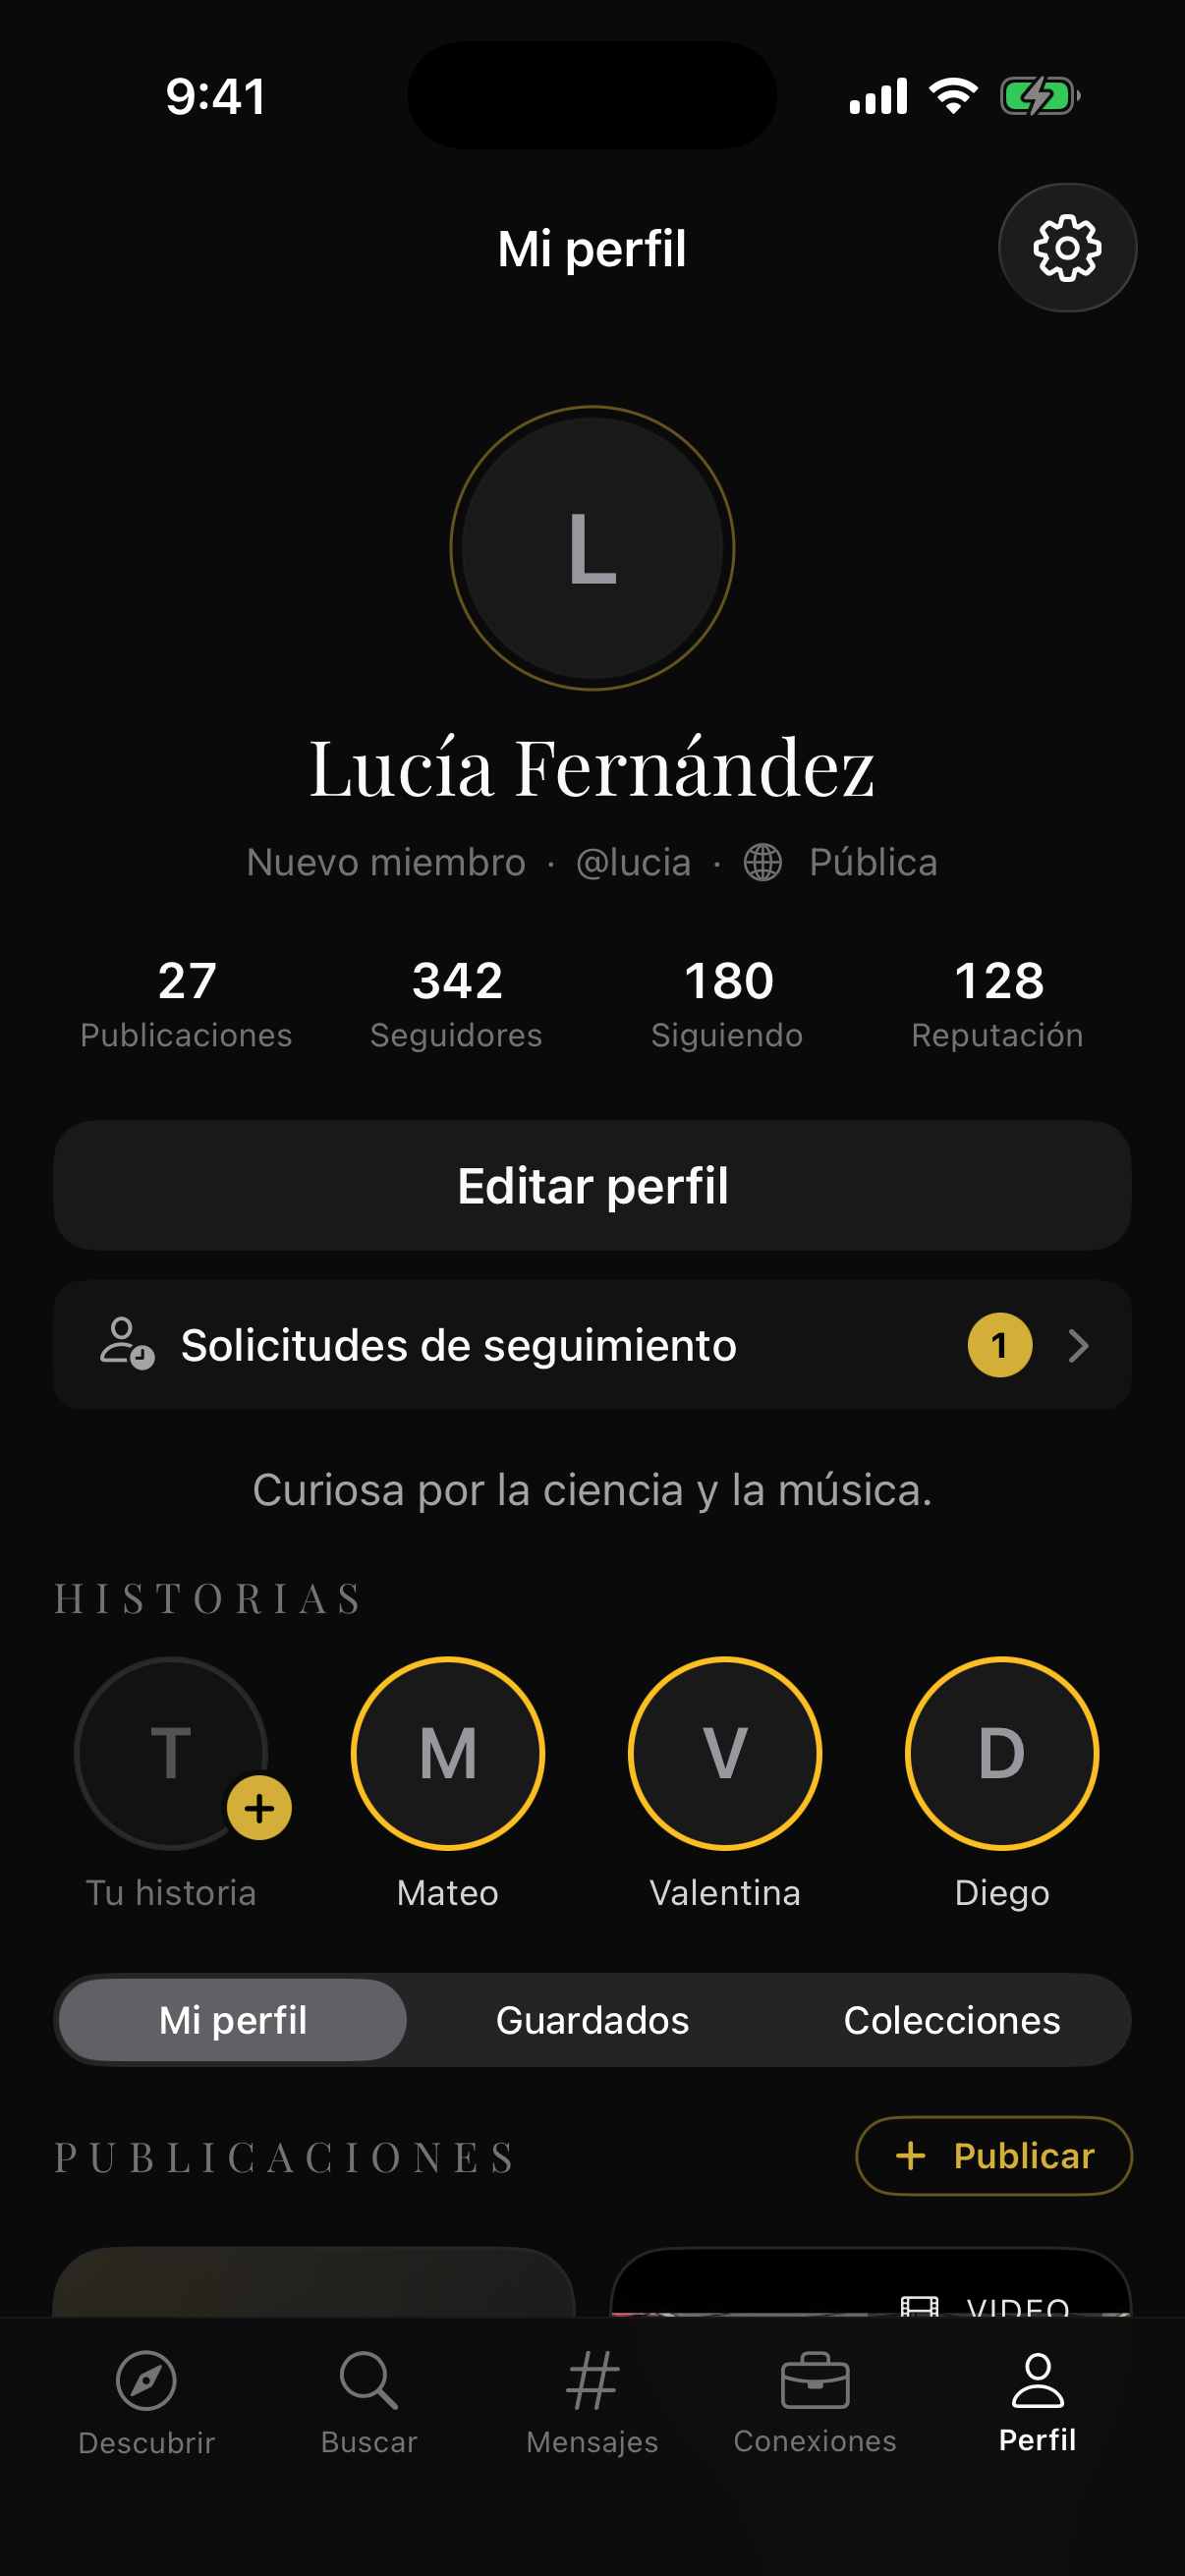 9:41
Mi perfil
L
Lucía Fernández
Nuevo miembro · @lucia · Pública
27 342 180 128
Publicaciones Seguidores Siguiendo Reputación
Editar perfil
Solicitudes de seguimiento 1
Curiosa por la ciencia y la música.
HISTORIAS
T M V D
Tu historia Mateo Valentina Diego
Mi perfil Guardados Colecciones
PUBLICACIONES + Publicar
VIDEO
Descubrir Buscar Mensajes Conexiones Perfil